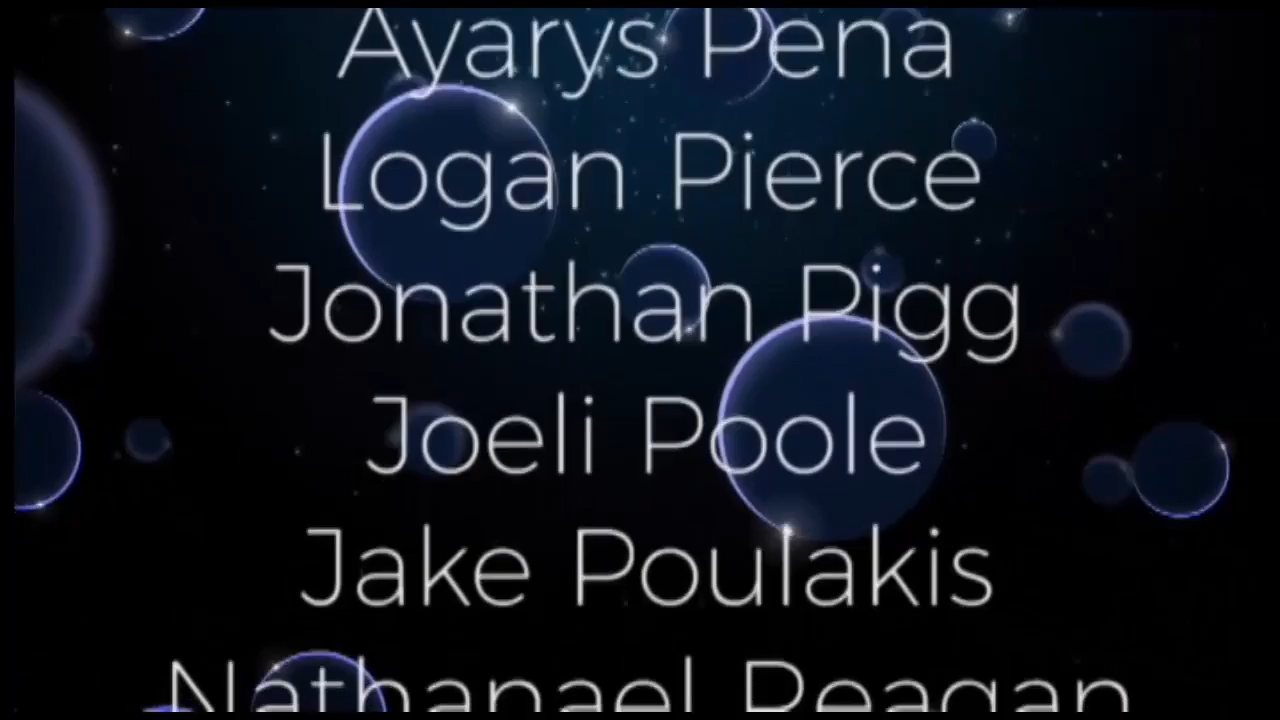 Ayarys Pena
Logan Pierce
Jonathan Pigg
Joeli Poole
Jake Poulakis
Nathanael Reagan